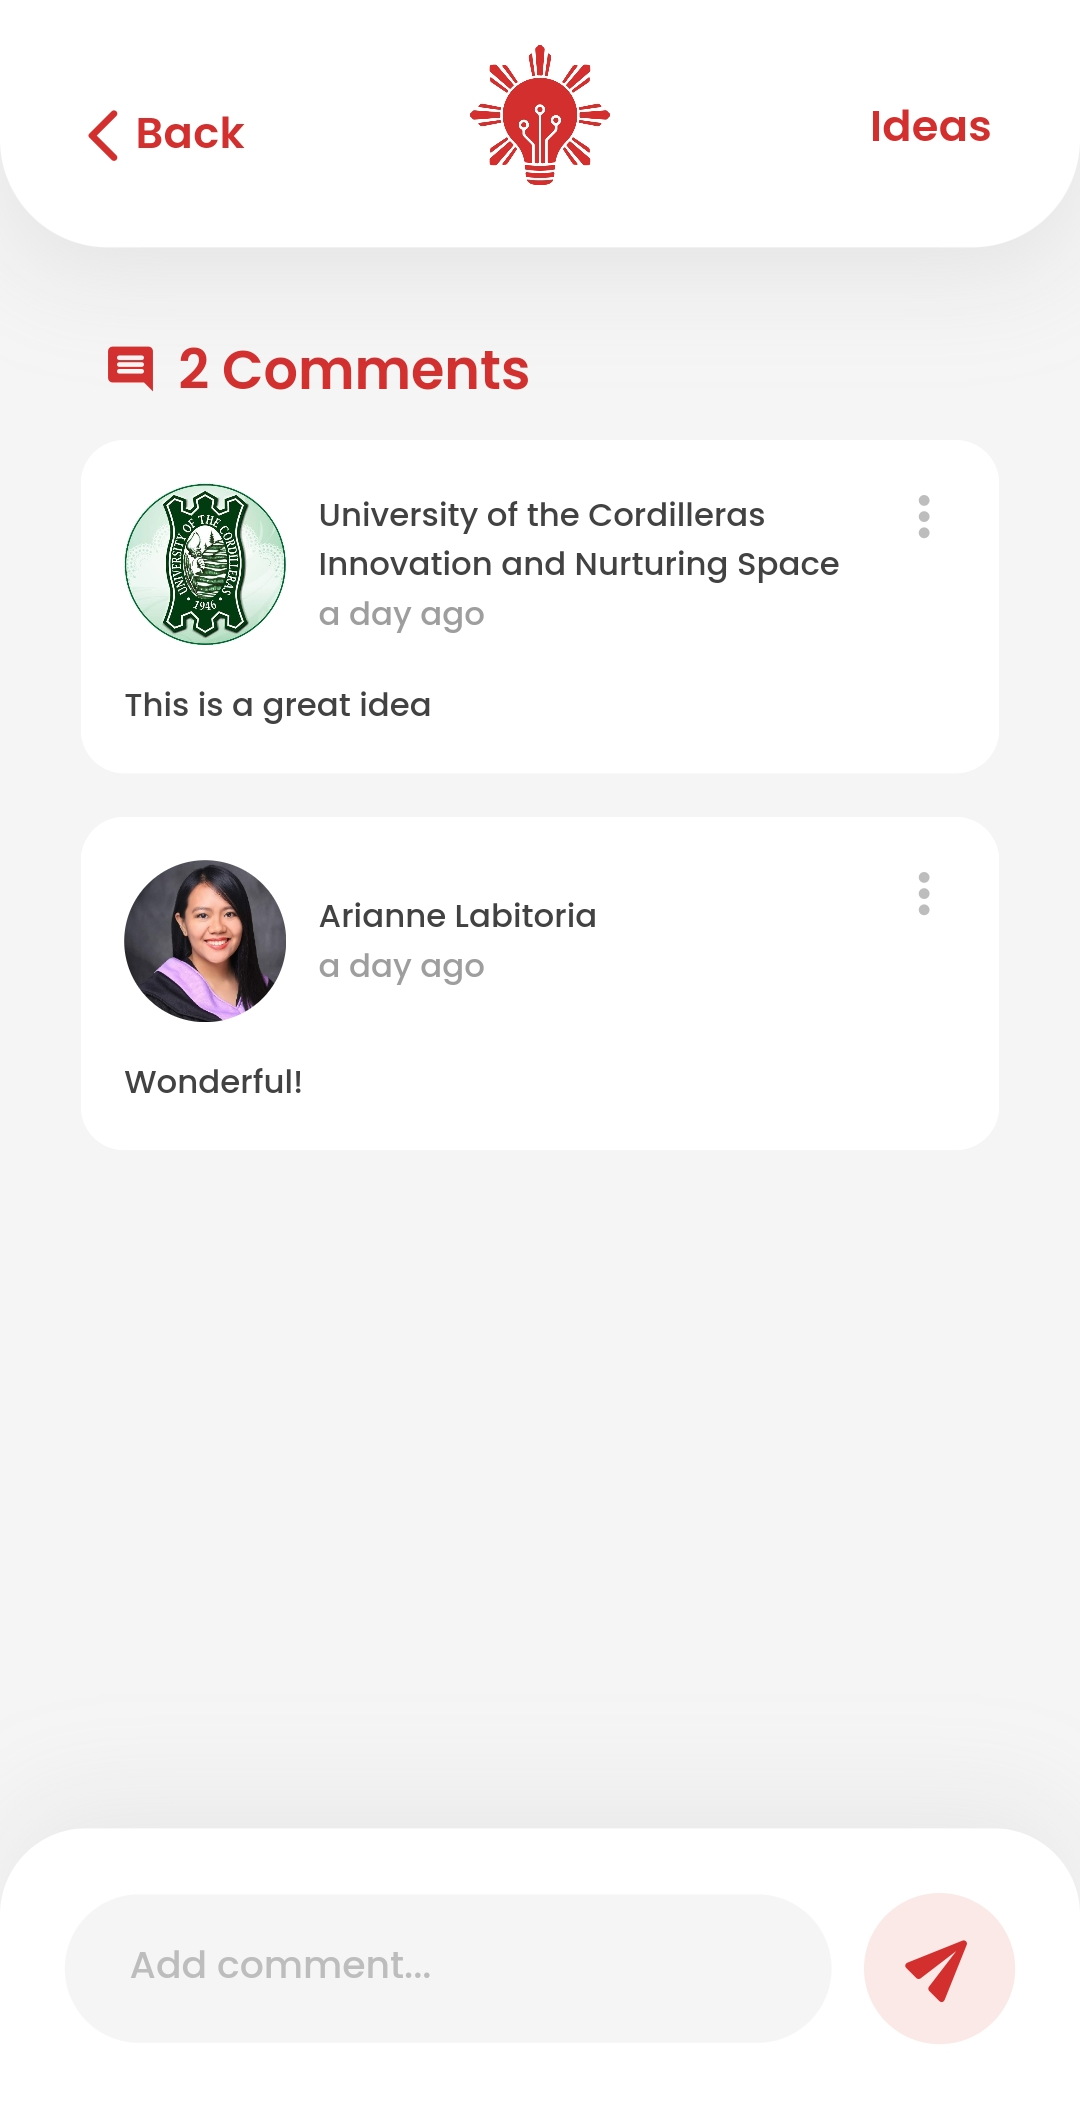 Back
Ideas
2 Comments
UNIVERSITY OF THE CORDILLERAS
1946
University of the Cordilleras
Innovation and Nurturing Space
a day ago
This is a great idea
Arianne Labitoria
a day ago
Wonderful!
Add comment...